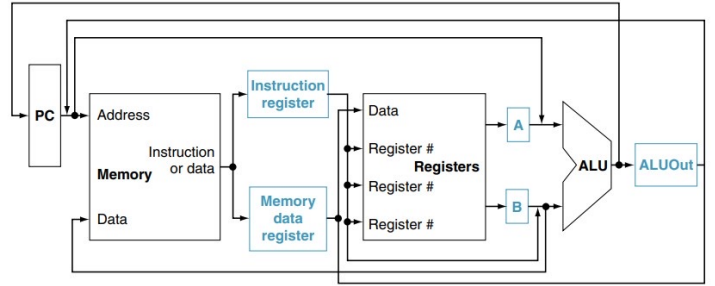 PC
Address
Memory
Instruction
or data
Data
Instruction
register
Memory
data
register
Data
Register #
Registers
Register #
Register #
A
B
ALU
ALUOut